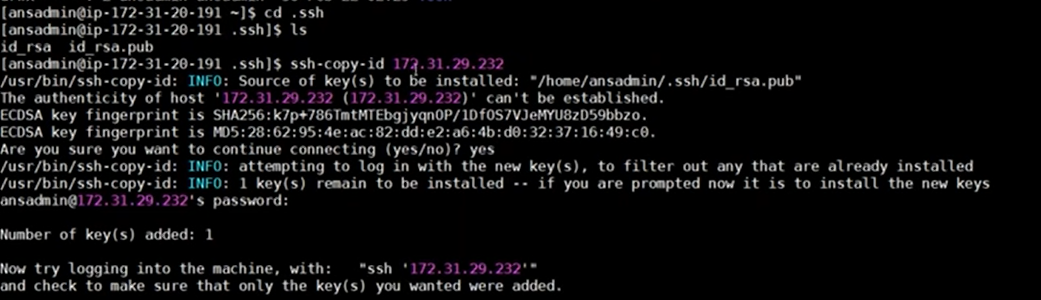 [ansadmin@ip-172-31-20-191 ~]$ cd .ssh
[ansadmin@ip-172-31-20-191 .ssh]$ ls
id_rsa  id_rsa.pub
[ansadmin@ip-172-31-20-191 .ssh]$ ssh-copy-id 172.31.29.232
/usr/bin/ssh-copy-id: INFO: Source of key(s) to be installed: "/home/ansadmin/.ssh/id_rsa.pub"
The authenticity of host '172.31.29.232 (172.31.29.232)' can't be established.
ECDSA key fingerprint is SHA256:k7p+786TmtMTEbgjyqnOP/1DfOS7VJeMYU8zD59bbzo.
ECDSA key fingerprint is MD5:28:62:95:4e:ac:82:dd:e2:a6:4b:d0:32:37:16:49:c0.
Are you sure you want to continue connecting (yes/no)? yes
/usr/bin/ssh-copy-id: INFO: attempting to log in with the new key(s), to filter out any that are already installed
/usr/bin/ssh-copy-id: INFO: 1 key(s) remain to be installed -- if you are prompted now it is to install the new keys
ansadmin@172.31.29.232's password:
Number of key(s) added: 1
Now try logging into the machine, with:   "ssh '172.31.29.232'"
and check to make sure that only the key(s) you wanted were added.